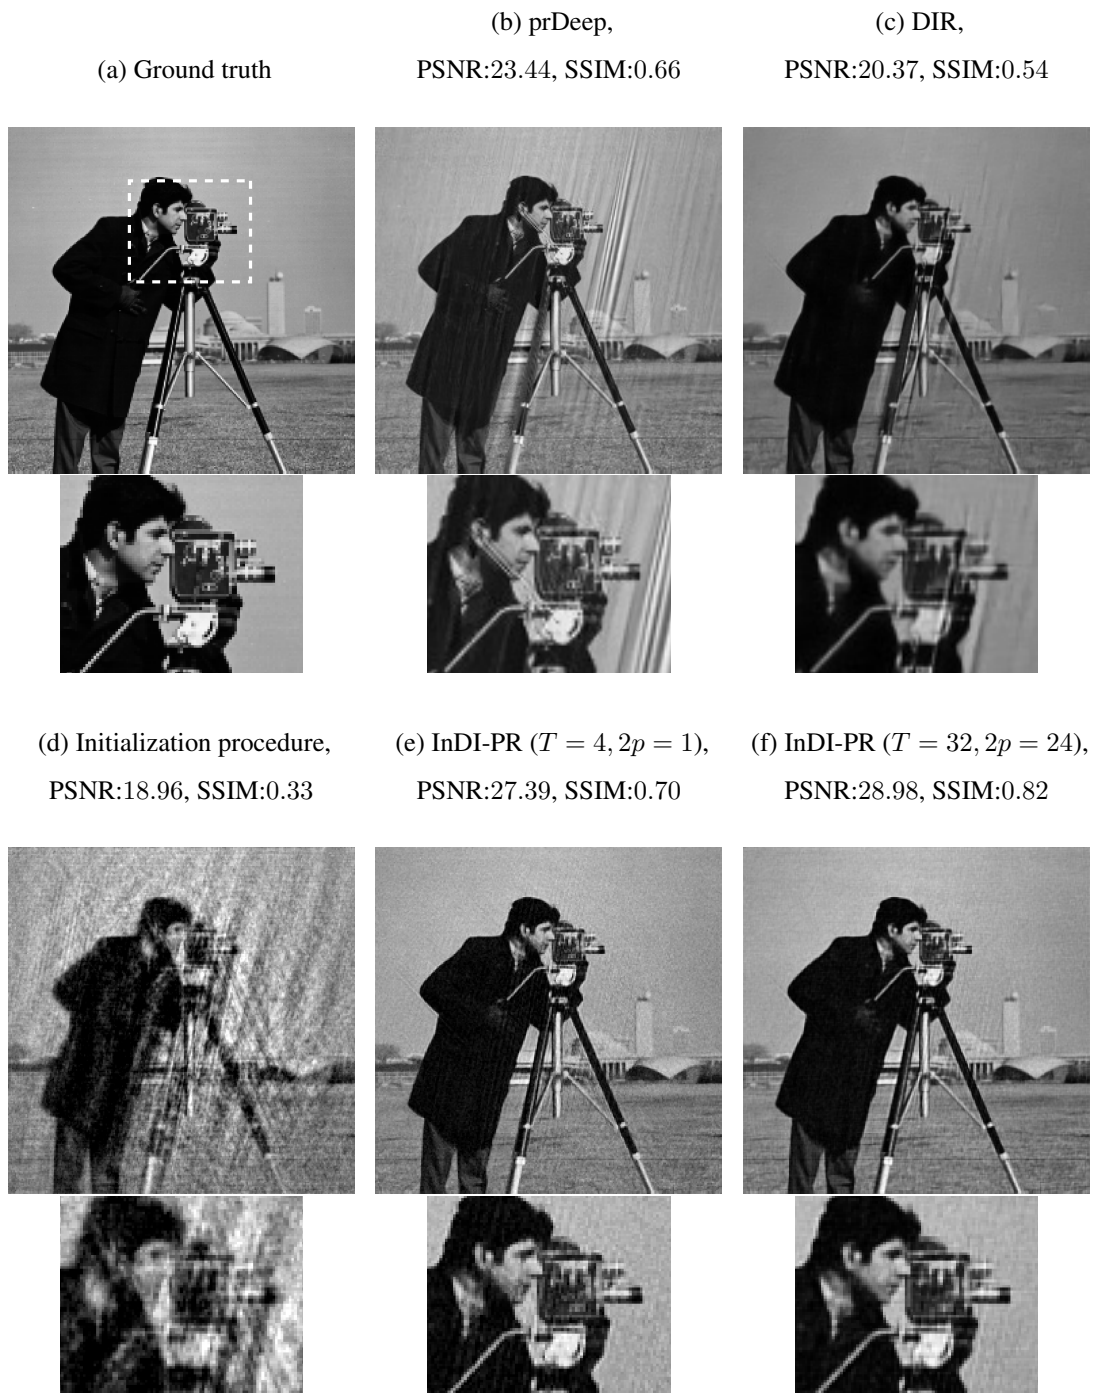 (b) prDeep,
(c) DIR,
(a) Ground truth
PSNR:23.44, SSIM:0.66
PSNR:20.37, SSIM:0.54
(d) Initialization procedure,
(e) InDI-PR (T = 4, 2p = 1),
(f) InDI-PR (T = 32, 2p = 24),
PSNR:18.96, SSIM:0.33
PSNR:27.39, SSIM:0.70
PSNR:28.98, SSIM:0.82